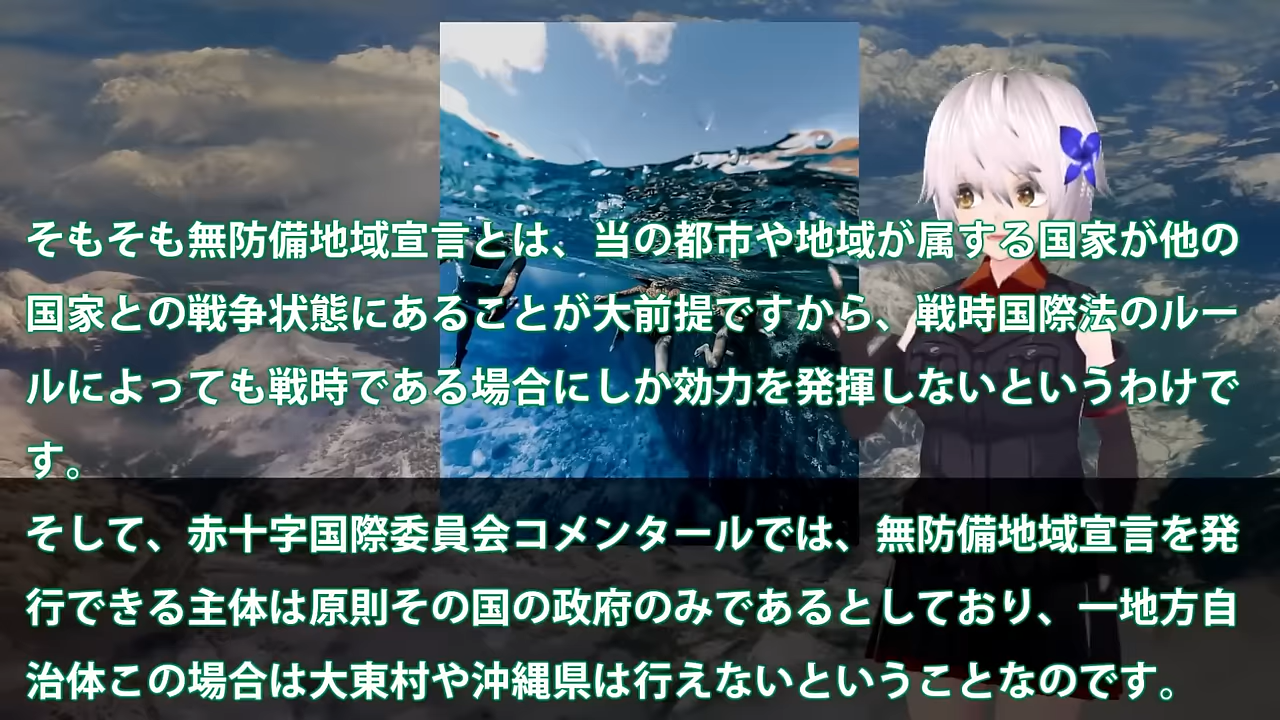 そもそも無防備地域宣言とは、当の都市や地域が属する国家が他の
国家との戦争状態にあることが大前提ですから、戦時国際法のルー
ルによっても戦時である場合にしか効力を発揮しないというわけで
す。
そして、赤十字国際委員会コメンタールでは、無防備地域宣言を発
行できる主体は原則その国の政府のみであるとしており、一地方自
治体この場合は大東村や沖縄県は行えないということなのです。